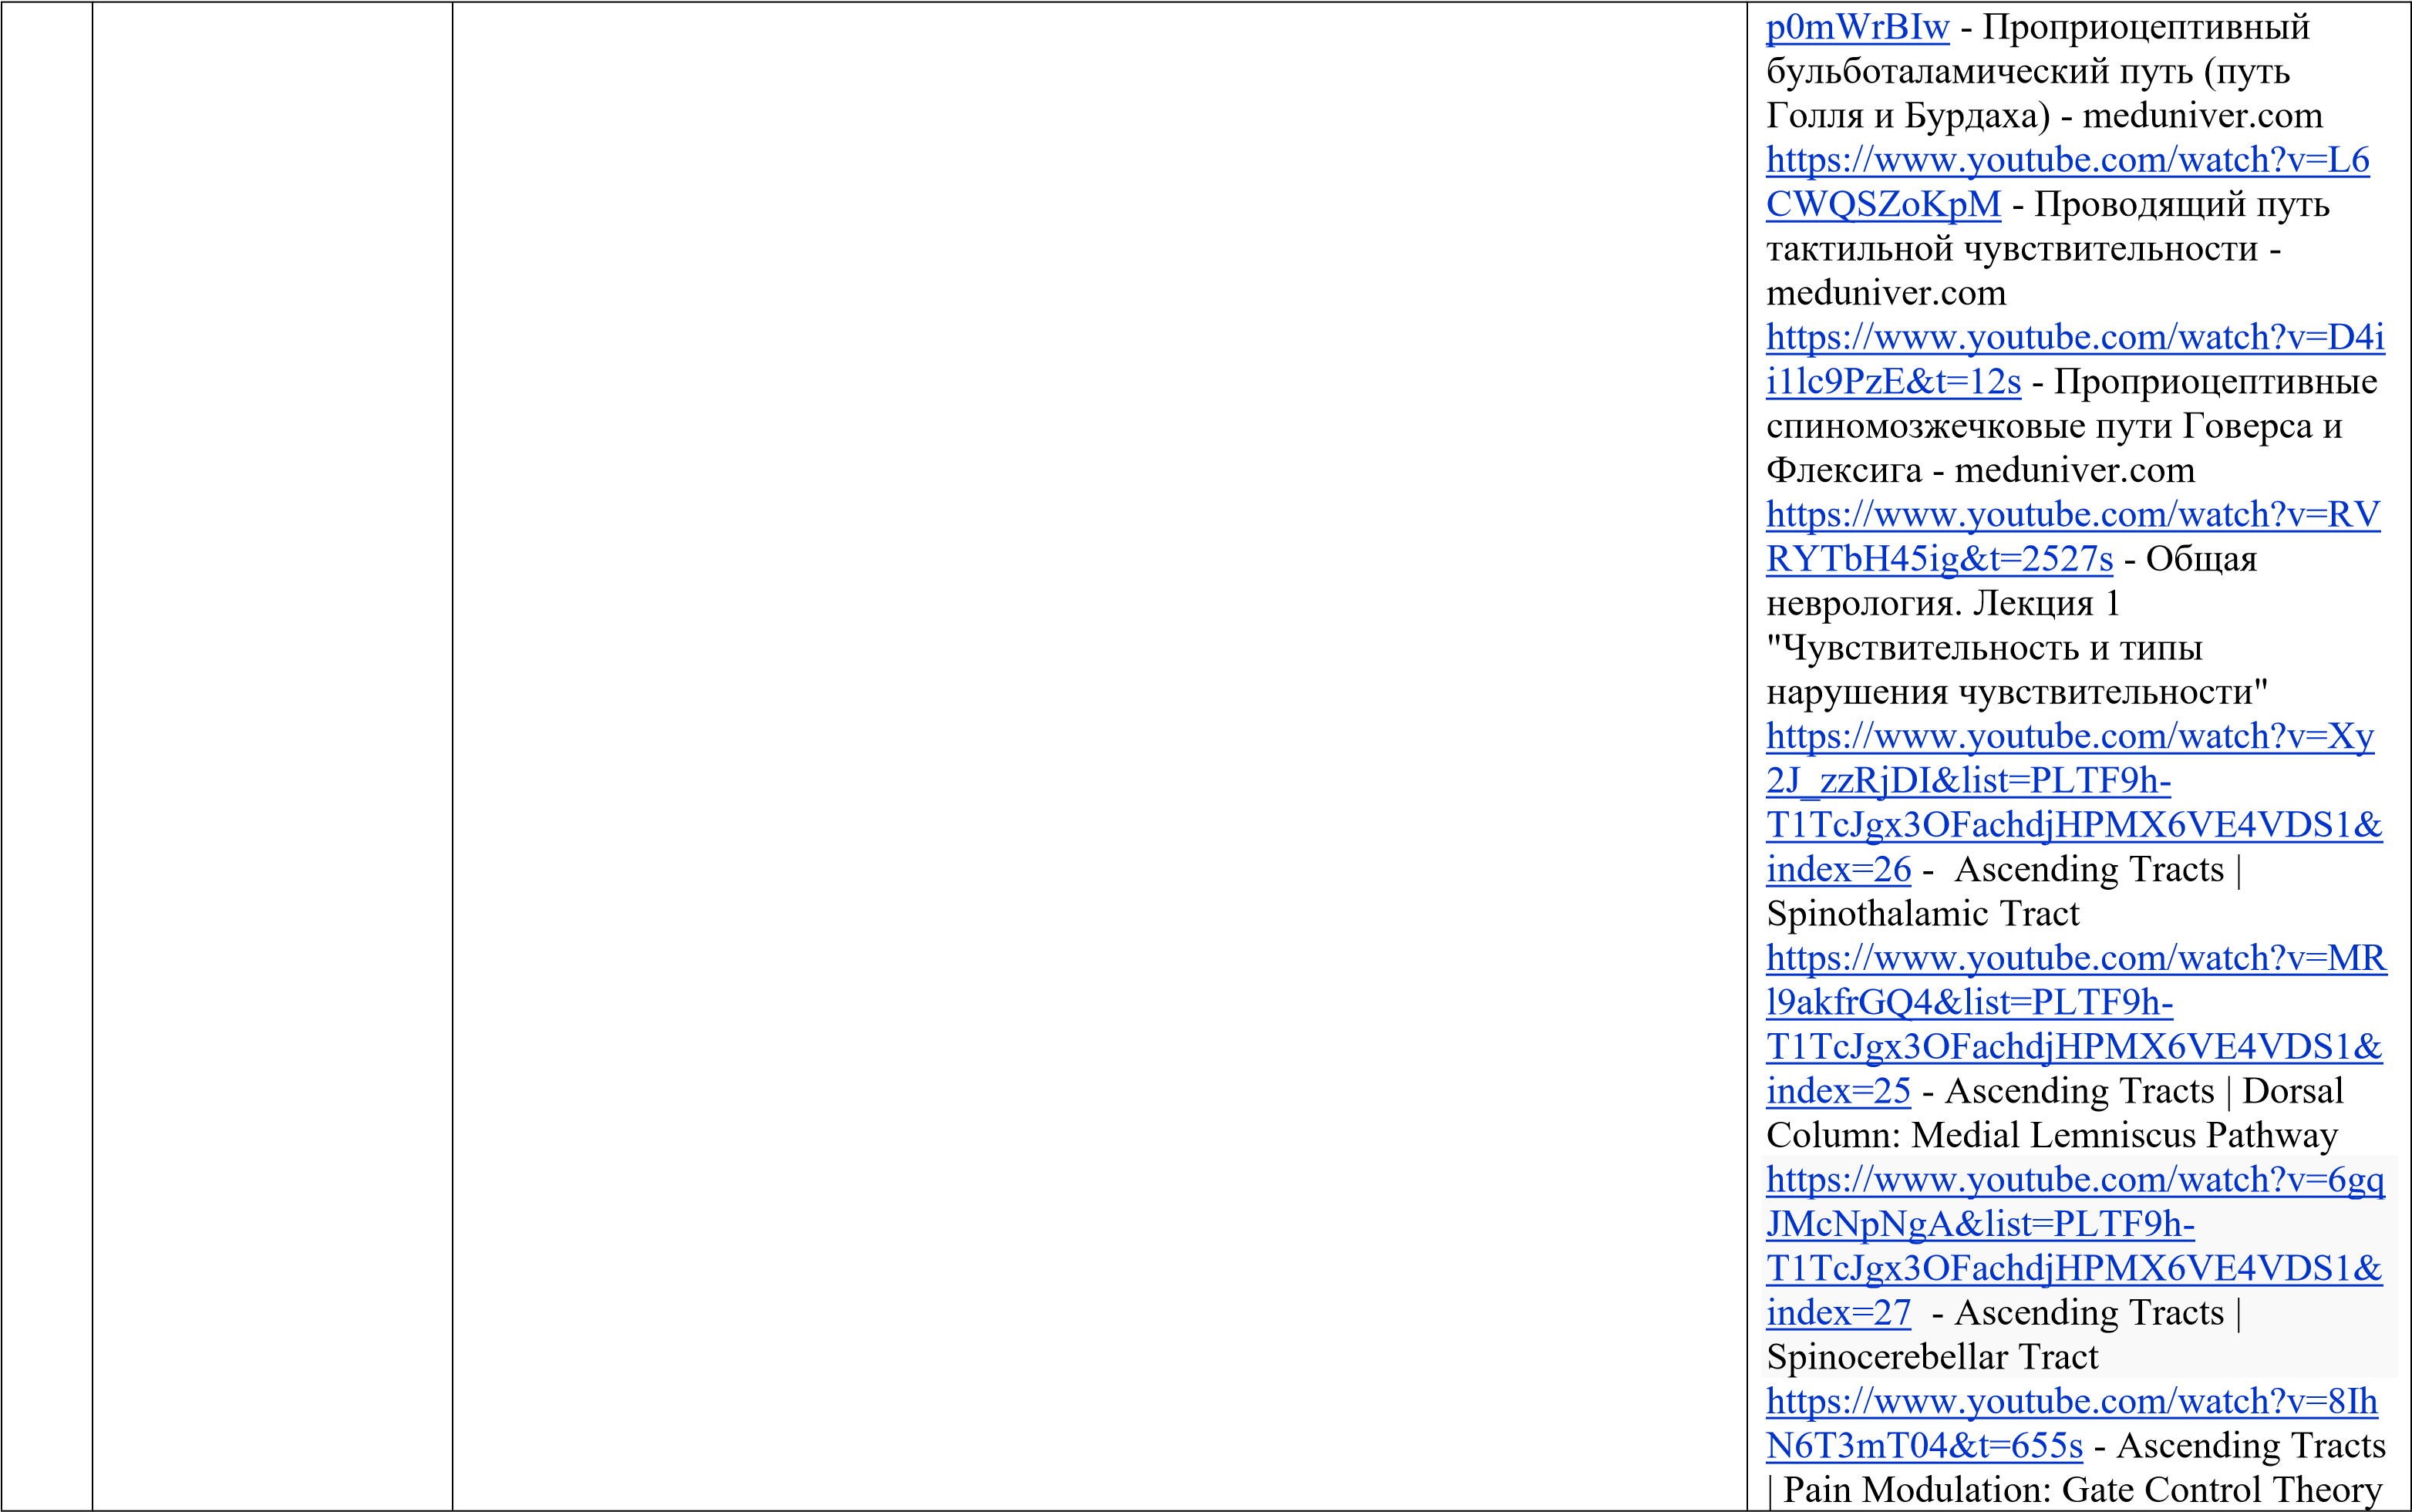 p0mWrBIw - Проприоцептивный
бульботаламический путь (путь
Голля и Бурдаха) - meduniver.com
https://www.youtube.com/watch?v=L6
CWQSZoKpM - Проводящий путь
тактильной чувствительности -
meduniver.com
https://www.youtube.com/watch?v=D4i
i1lc9PzE&t=12s - Проприоцептивные
спиномозжечковые пути Говерса и
Флексига - meduniver.com
https://www.youtube.com/watch?v=RV
RYTbH45ig&t=2527s - Общая
неврология. Лекция 1
"Чувствительность и типы
нарушения чувствительности"
https://www.youtube.com/watch?v=Xy
2J_zzRjDI&list=PLTF9h-
T1TcJgx3OFachdjHPMX6VE4VDS1&
index=26 -  Ascending Tracts |
Spinothalamic Tract
https://www.youtube.com/watch?v=MR
l9akfrGQ4&list=PLTF9h-
T1TcJgx3OFachdjHPMX6VE4VDS1&
index=25 - Ascending Tracts | Dorsal
Column: Medial Lemniscus Pathway
https://www.youtube.com/watch?v=6gq
JMcNpNgA&list=PLTF9h-
T1TcJgx3OFachdjHPMX6VE4VDS1&
index=27  - Ascending Tracts |
Spinocerebellar Tract
https://www.youtube.com/watch?v=8Ih
N6T3mT04&t=655s - Ascending Tracts
| Pain Modulation: Gate Control Theory